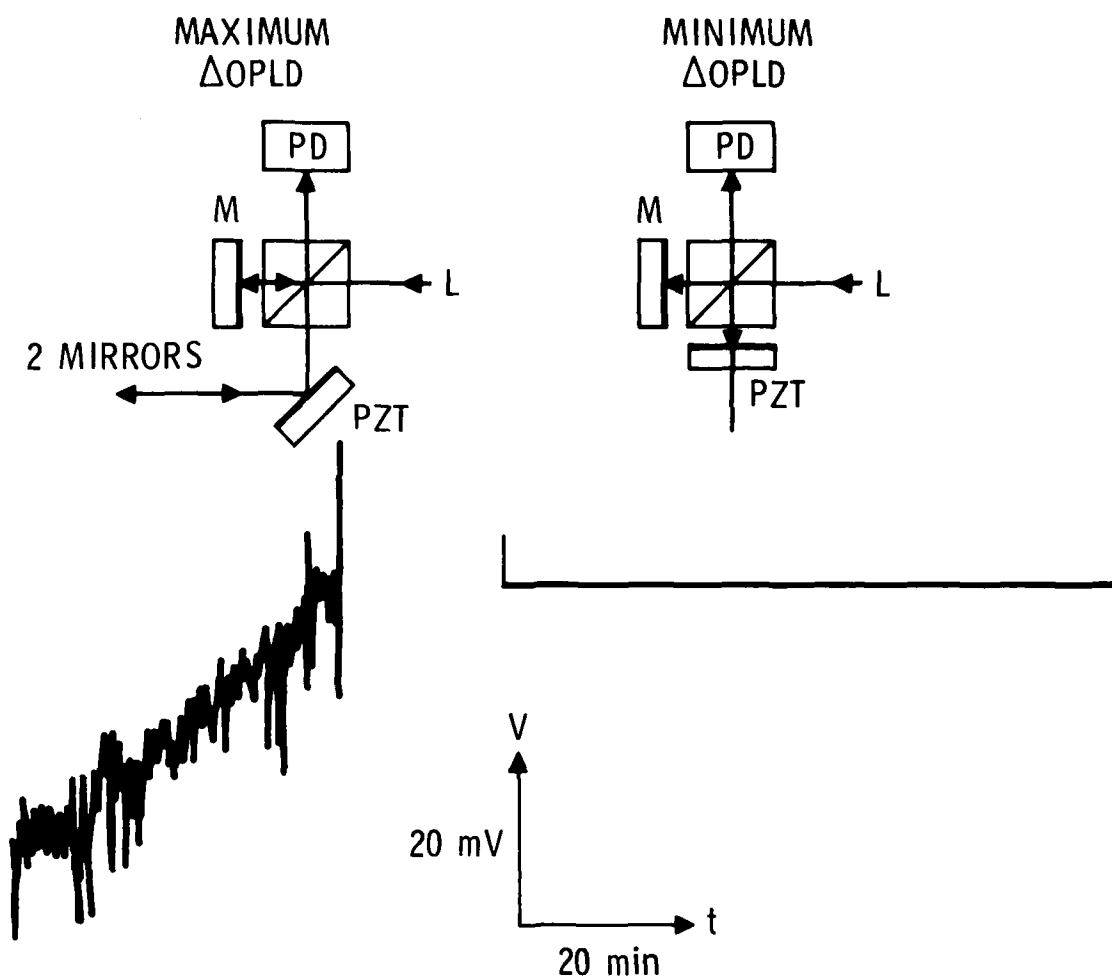 MAXIMUM
ΔOPLD
PD
M
L
2 MIRRORS
PZT
MINIMUM
ΔOPLD
PD
M
L
PZT
V
20 mV
t
20 min